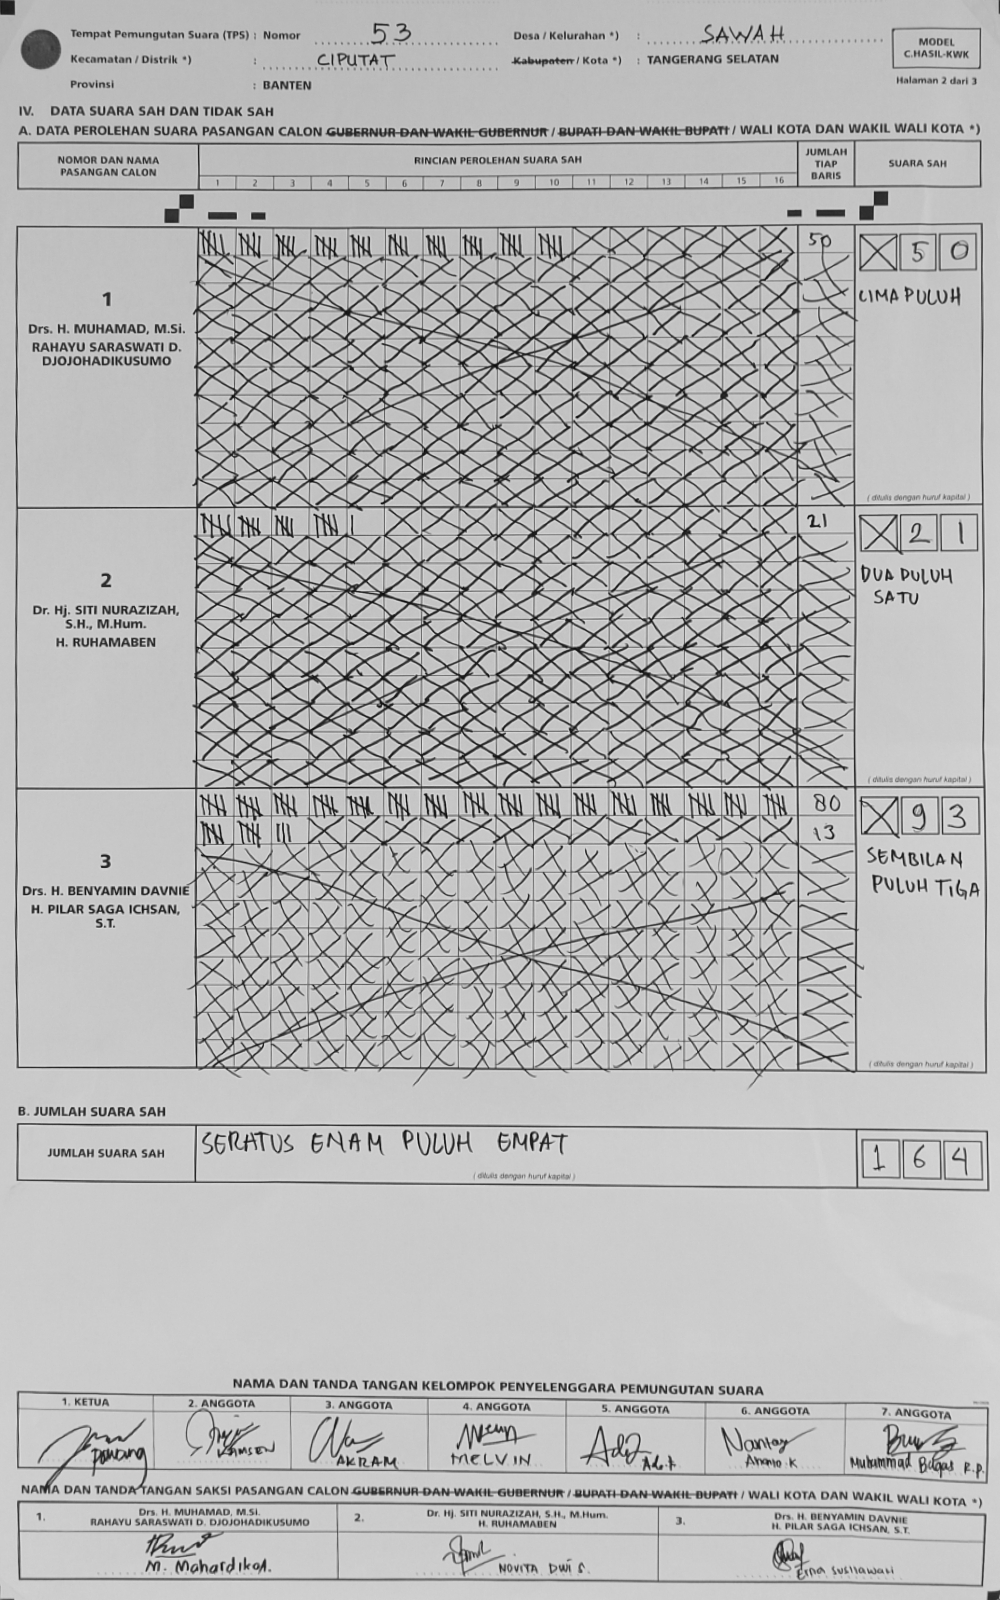 Tempat Pemungutan Suara (TPS) : Nomor 53 Desa / Kelurahan *) : SAWAH
Kecamatan / Distrik *) : CIPUTAT Kabupaten / Kota *) : TANGERANG SELATAN
Provinsi : BANTEN
MODEL
C.HASIL-KWK
Halaman 2 dari 3
IV. DATA SUARA SAH DAN TIDAK SAH
A. DATA PEROLEHAN SUARA PASANGAN CALON GUBERNUR DAN WAKIL GUBERNUR / BUPATI DAN WAKIL BUPATI / WALI KOTA DAN WAKIL WALI KOTA *)
NOMOR DAN NAMA
PASANGAN CALON
RINCIAN PEROLEHAN SUARA SAH
1 2 3 4 5 6 7 8 9 10 11 12 13 14 15 16
JUMLAH
TIAP
BARIS
SUARA SAH
1
Drs. H. MUHAMAD, M.Si.
RAHAYU SARASWATI D.
DJOJOHADIKUSUMO
50
X 5 0
LIMA PULUH
( ditulis dengan huruf kapital )
2
Dr. Hj. SITI NURAZIZAH,
S.H., M.Hum.
H. RUHAMABEN
21
X 2 1
DUA PULUH
SATU
( ditulis dengan huruf kapital )
3
Drs. H. BENYAMIN DAVNIE
H. PILAR SAGA ICHSAN,
S.T.
80
13
X 9 3
SEMBILAN
PULUH TIGA
( ditulis dengan huruf kapital )
B. JUMLAH SUARA SAH
JUMLAH SUARA SAH
SERATUS ENAM PULUH EMPAT
( ditulis dengan huruf kapital )
1 6 4
NAMA DAN TANDA TANGAN KELOMPOK PENYELENGGARA PEMUNGUTAN SUARA
1. KETUA 2. ANGGOTA 3. ANGGOTA 4. ANGGOTA 5. ANGGOTA 6. ANGGOTA 7. ANGGOTA
AKRAM MELVIN Muhammad Bagas R.P.
NAMA DAN TANDA TANGAN SAKSI PASANGAN CALON GUBERNUR DAN WAKIL GUBERNUR / BUPATI DAN WAKIL BUPATI / WALI KOTA DAN WAKIL WALI KOTA *)
1. Drs. H. MUHAMAD, M.Si.
RAHAYU SARASWATI D. DJOJOHADIKUSUMO
M. Mahardika A.
2. Dr. Hj. SITI NURAZIZAH, S.H., M.Hum.
H. RUHAMABEN
NOVITA DWI S.
3. Drs. H. BENYAMIN DAVNIE
H. PILAR SAGA ICHSAN, S.T.
Erna Susilawati